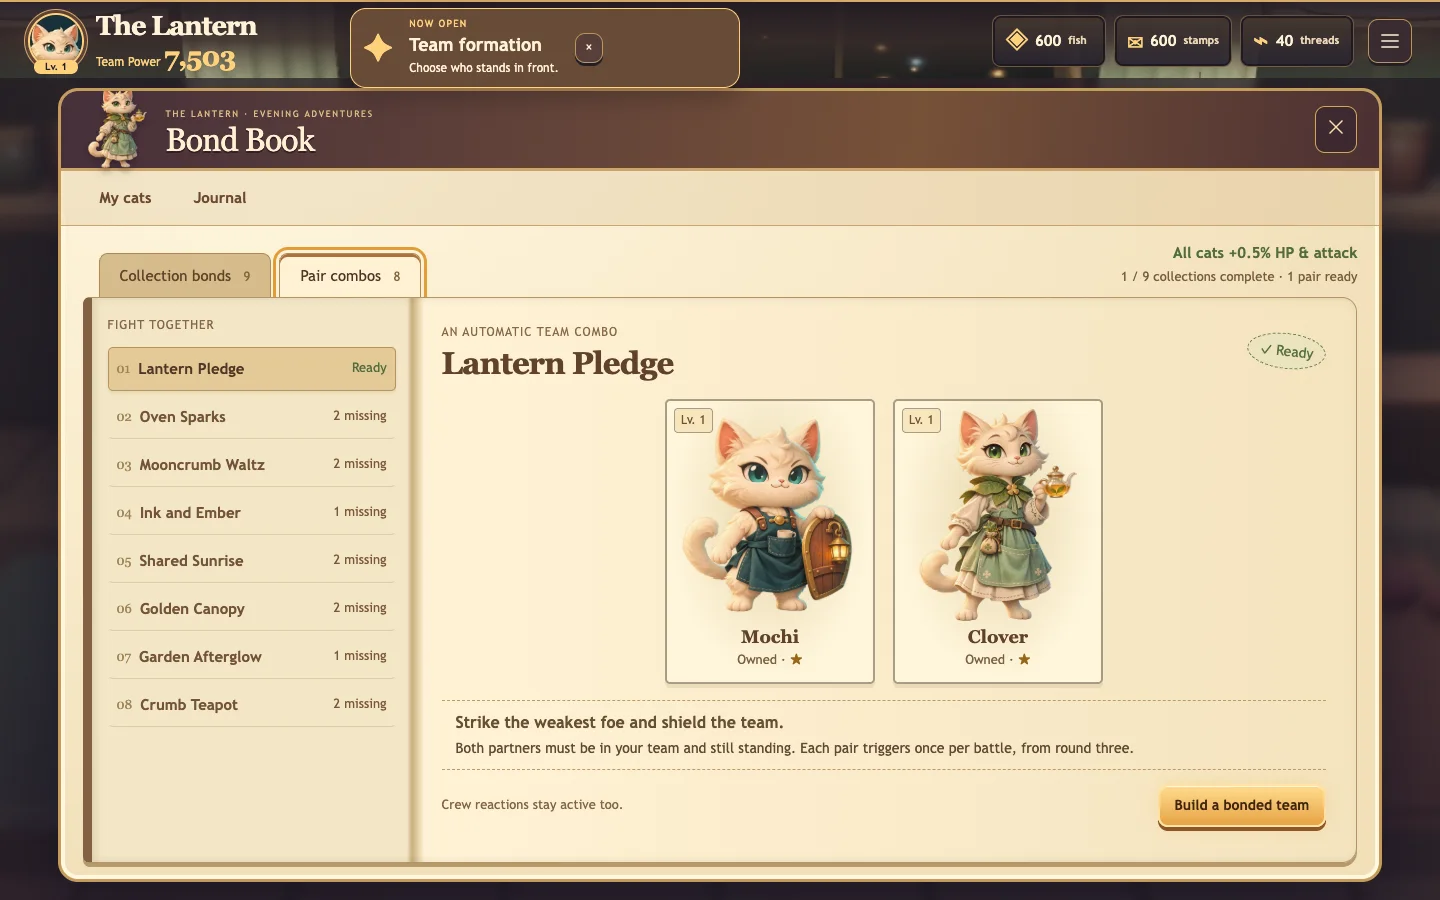 The Lantern
Lv. 1
Team Power 7,503
NOW OPEN
Team formation
Choose who stands in front.
×
600 fish
600 stamps
40 threads
THE LANTERN · EVENING ADVENTURES
Bond Book
My cats
Journal
Collection bonds 9
Pair combos 8
All cats +0.5% HP & attack
1 / 9 collections complete · 1 pair ready
FIGHT TOGETHER
01 Lantern Pledge Ready
02 Oven Sparks 2 missing
03 Mooncrumb Waltz 2 missing
04 Ink and Ember 1 missing
05 Shared Sunrise 2 missing
06 Golden Canopy 2 missing
07 Garden Afterglow 1 missing
08 Crumb Teapot 2 missing
AN AUTOMATIC TEAM COMBO
Lantern Pledge
✓ Ready
Lv. 1
Mochi
Owned · ★
Lv. 1
Clover
Owned · ★
Strike the weakest foe and shield the team.
Both partners must be in your team and still standing. Each pair triggers once per battle, from round three.
Crew reactions stay active too.
Build a bonded team